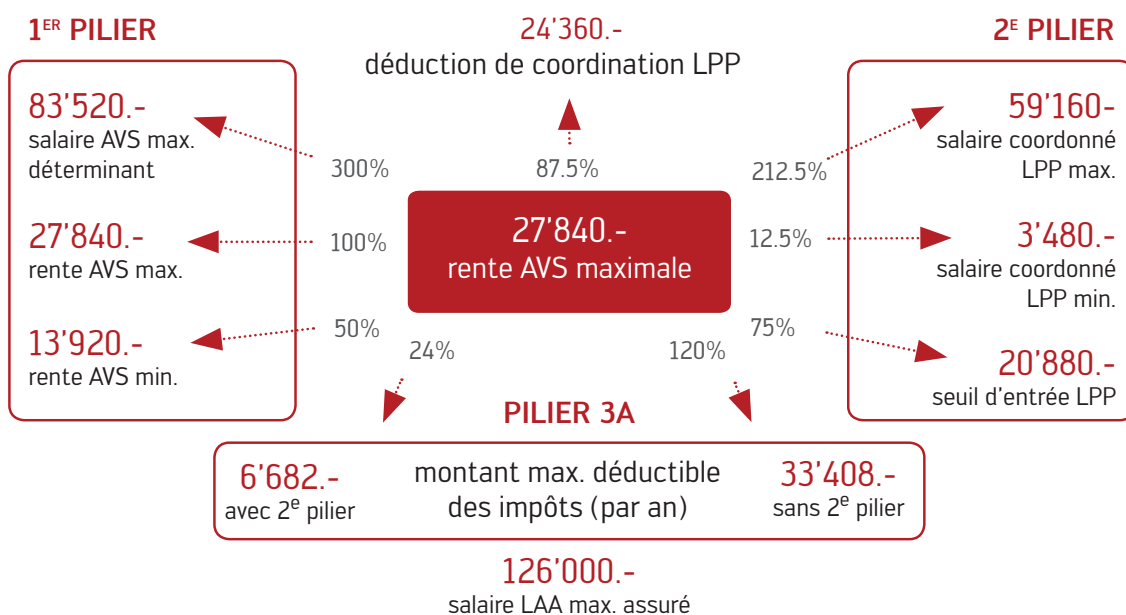 1ER PILIER
83’520.-
salaire AVS max.
déterminant
27’840.-
rente AVS max.
13’920.-
rente AVS min.
300%
100%
50%
24’360.-
déduction de coordination LPP
87.5%
27’840.-
rente AVS maximale
24%
120%
2E PILIER
212.5%
12.5%
75%
59’160-
salaire coordonné
LPP max.
3’480.-
salaire coordonné
LPP min.
20’880.-
seuil d'entrée LPP
PILIER 3A
6’682.-
avec 2e pilier
montant max. déductible
des impôts (par an)
33’408.-
sans 2e pilier
126’000.-
salaire LAA max. assuré